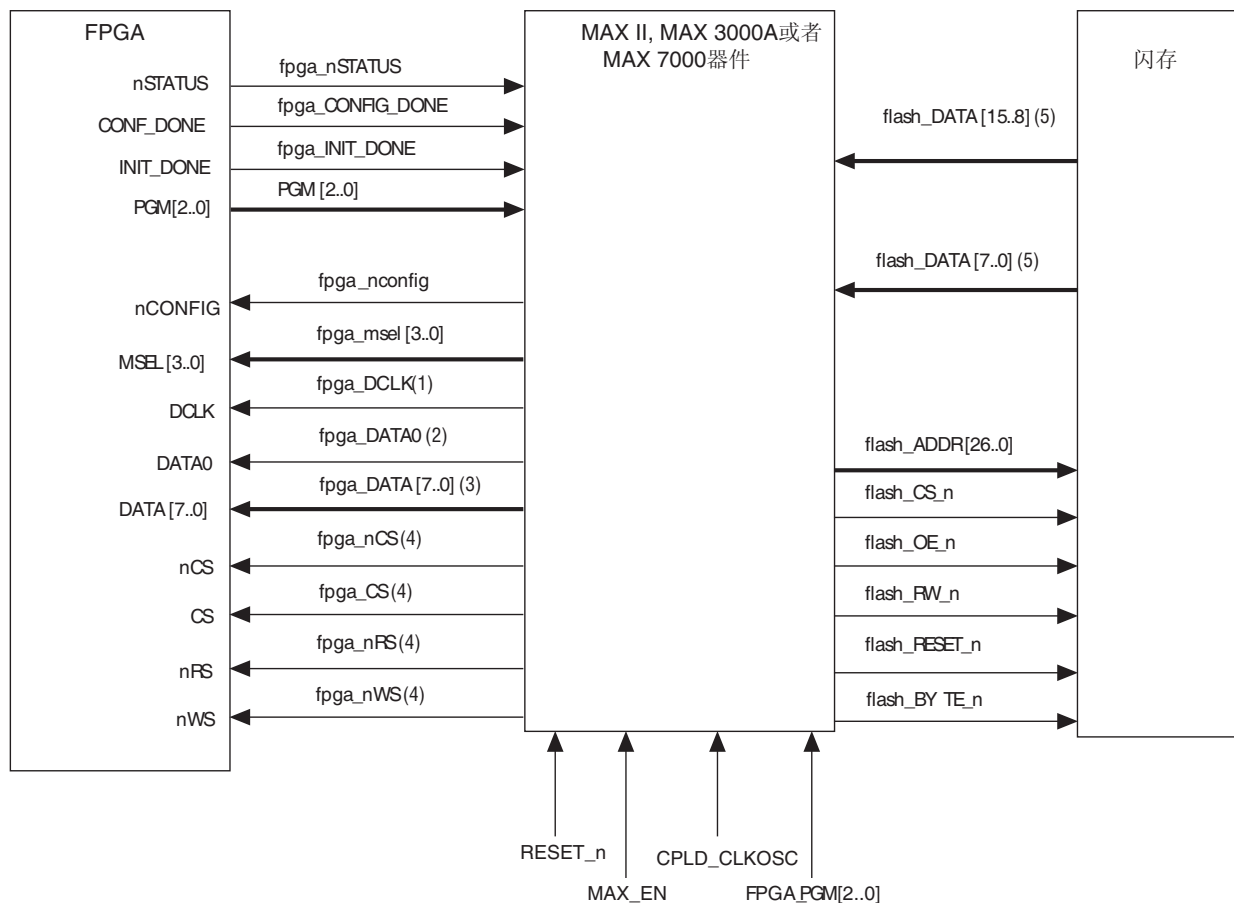 FPGA
nSTATUS
CONF_DONE
INIT_DONE
PGM[2..0]
nCONFIG
MSEL[3..0]
DCLK
DATA0
DATA[7..0]
nCS
CS
nRS
nWS
fpga_nSTATUS
fpga_CONFIG_DONE
fpga_INIT_DONE
PGM[2..0]
fpga_nconfig
fpga_msel[3..0]
fpga_DCLK(1)
fpga_DATA0(2)
fpga_DATA[7..0](3)
fpga_nCS(4)
fpga_CS(4)
fpga_nRS(4)
fpga_nWS(4)
MAX II, MAX 3000A或者
MAX 7000器件
flash_DATA[15..8](5)
flash_DATA[7..0](5)
flash_ADDR[26..0]
flash_CS_n
flash_OE_n
flash_RW_n
flash_RESET_n
flash_BY TE_n
闪存
RESET_n
MAX_EN
CPLD_CLKOSC
FPGA_PGM[2..0]